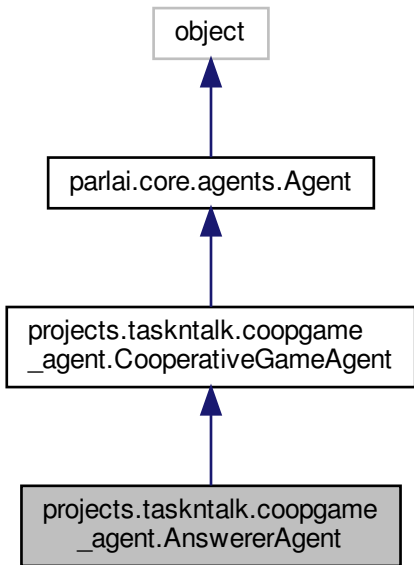 object
parlai.core.agents.Agent
projects.taskntalk.coopgame
_agent.CooperativeGameAgent
projects.taskntalk.coopgame
_agent.AnswererAgent